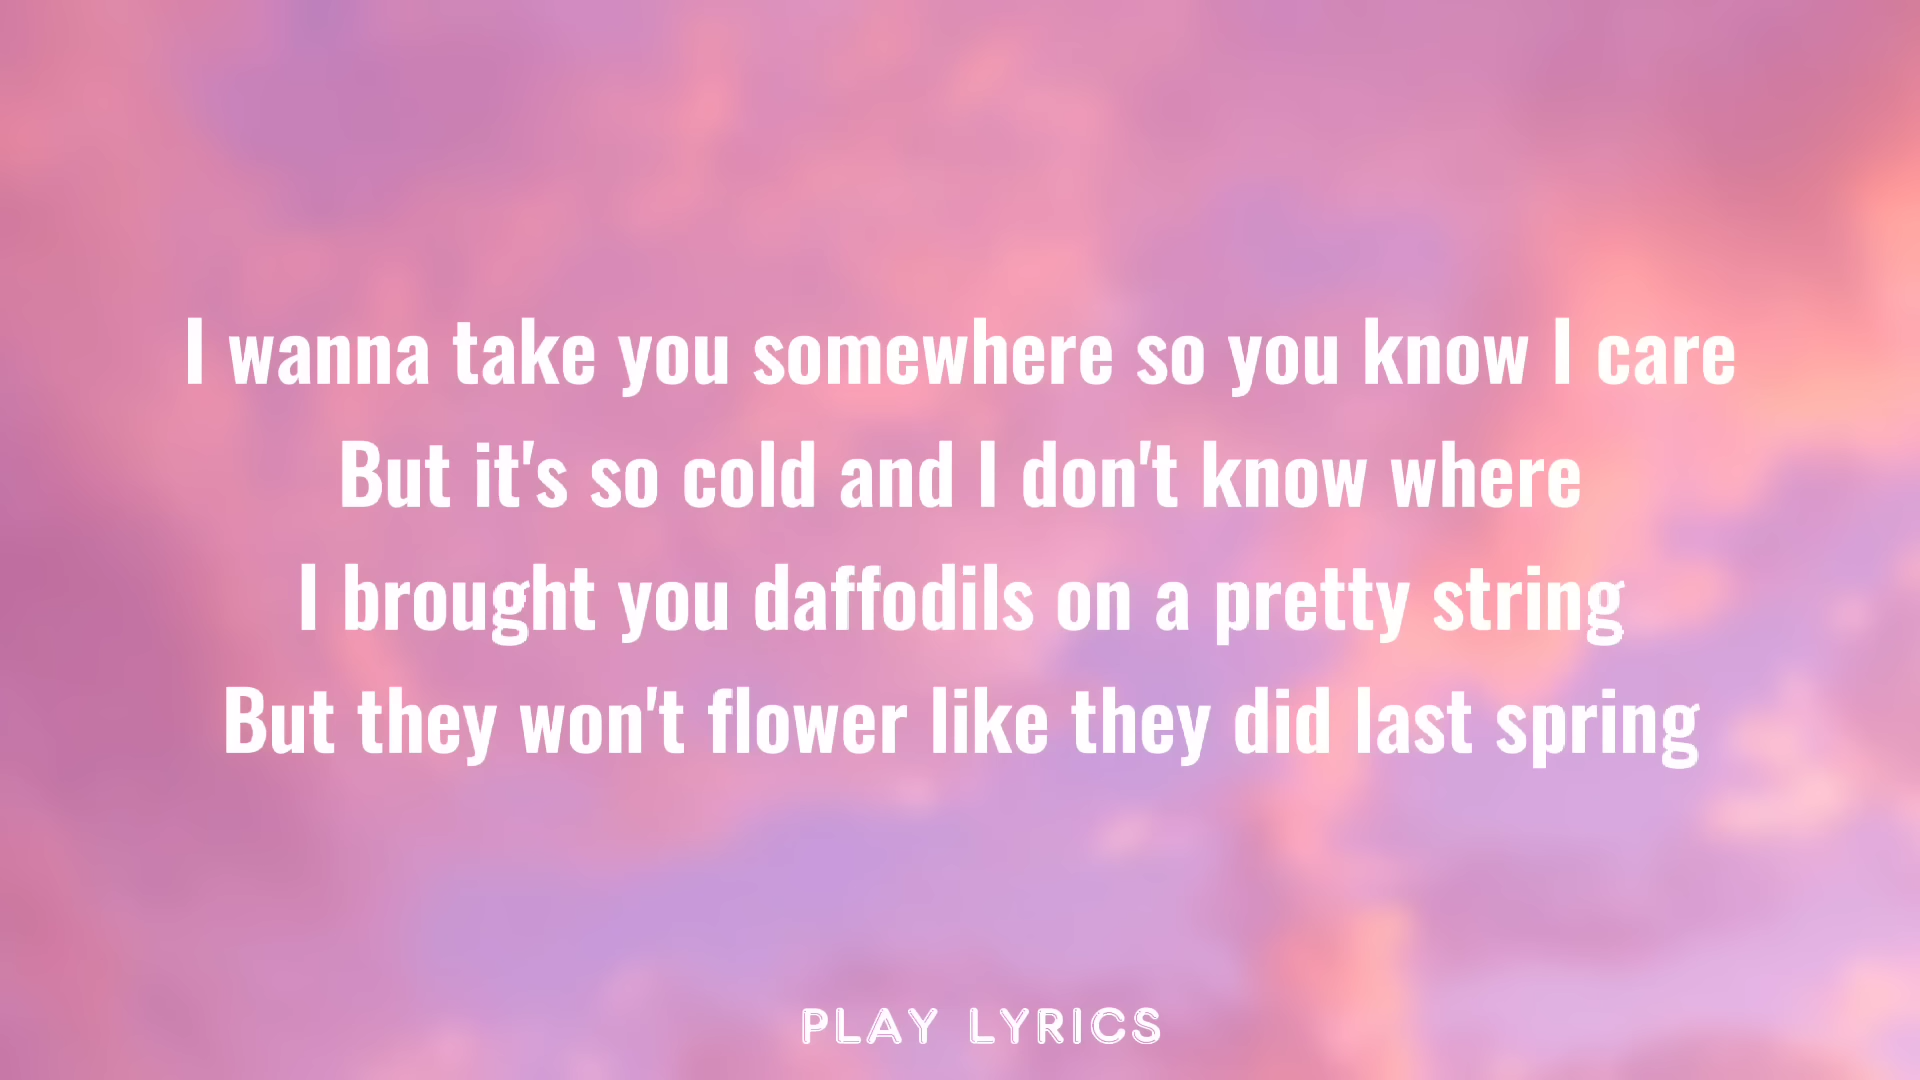 I wanna take you somewhere so you know I care
But it's so cold and I don't know where
I brought you daffodils on a pretty string
But they won't flower like they did last spring
PLAY LYRICS